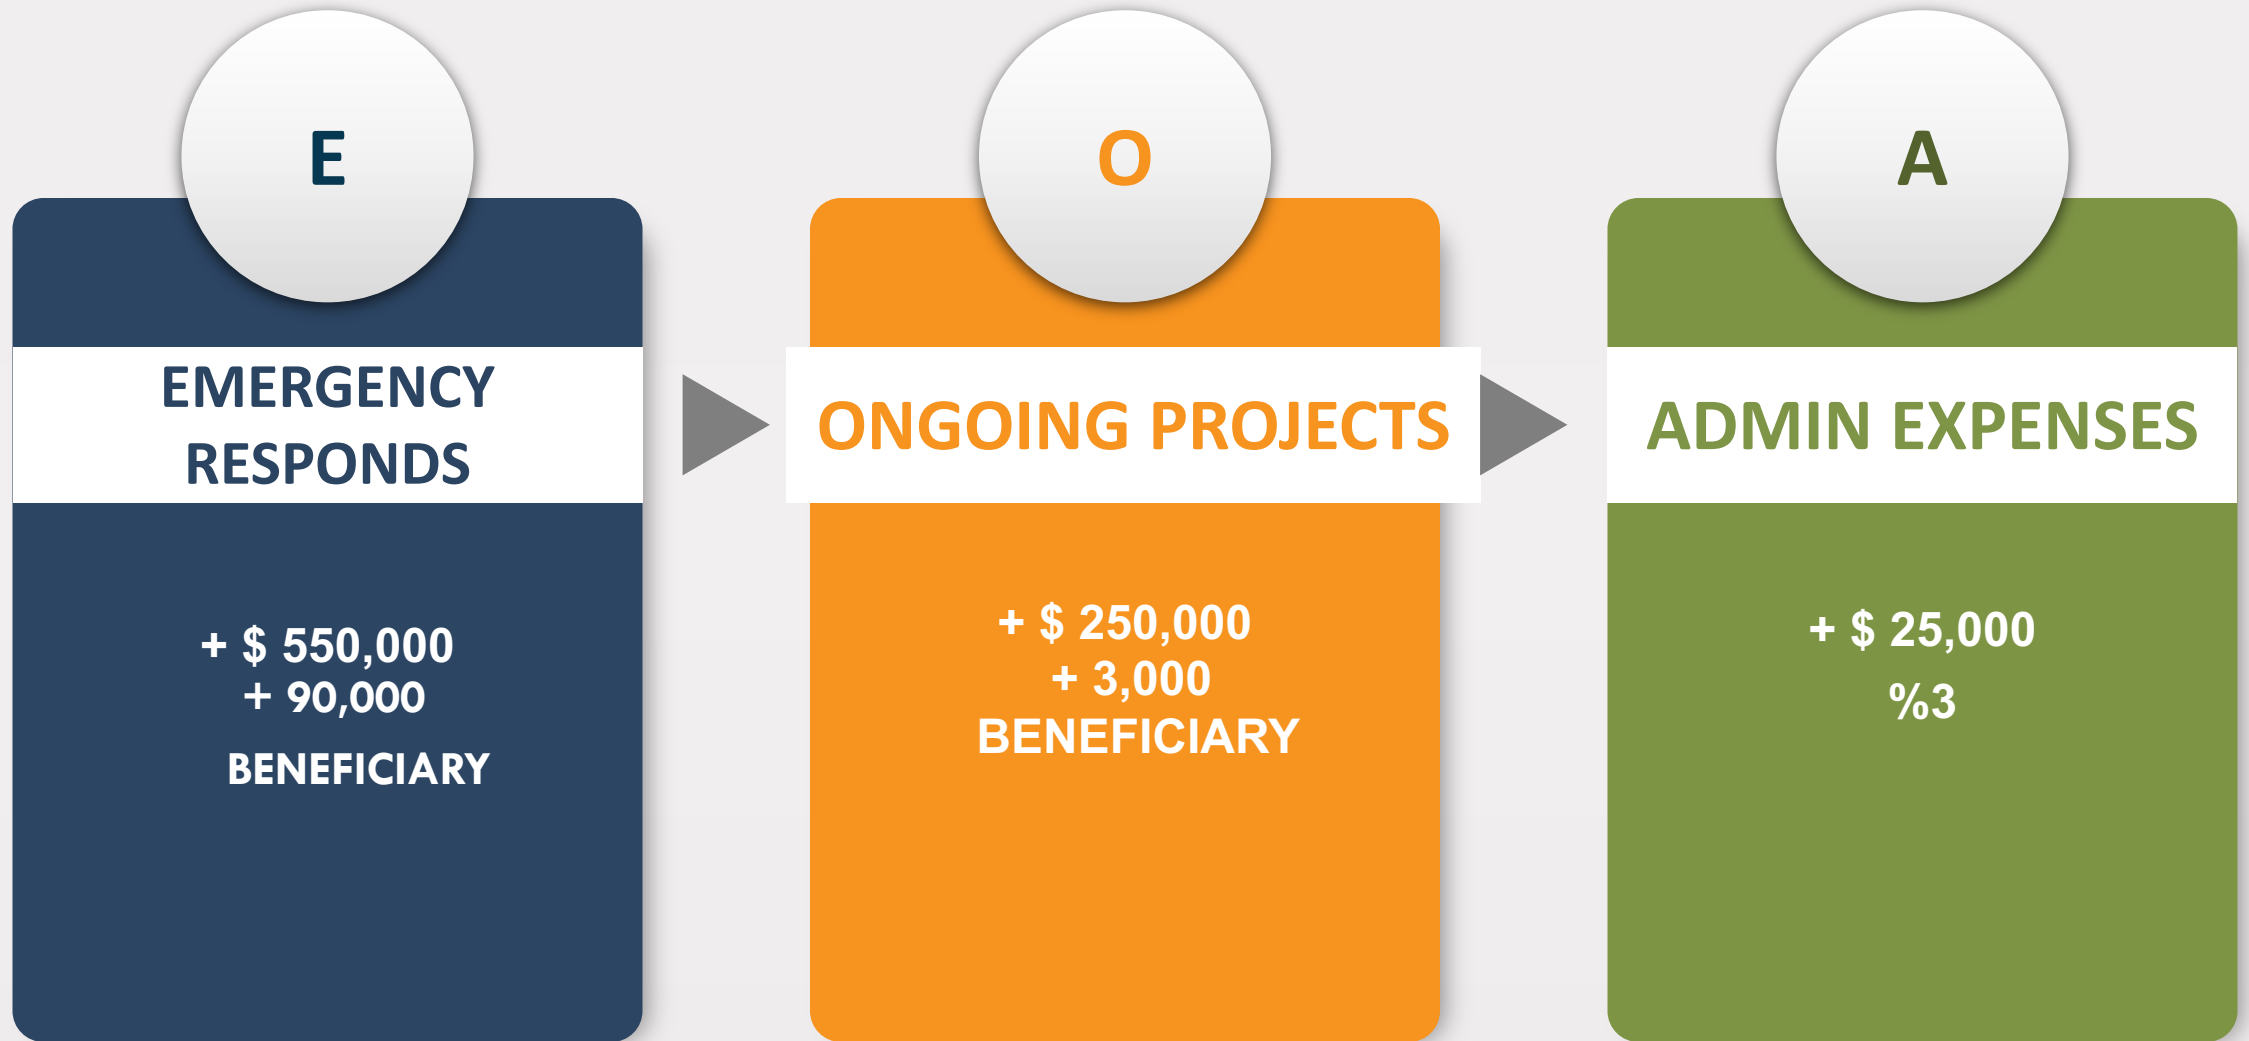 E
EMERGENCY
RESPONDS
+ $ 550,000
+ 90,000
BENEFICIARY
O
ONGOING PROJECTS
+ $ 250,000
+ 3,000
BENEFICIARY
A
ADMIN EXPENSES
+ $ 25,000
%3